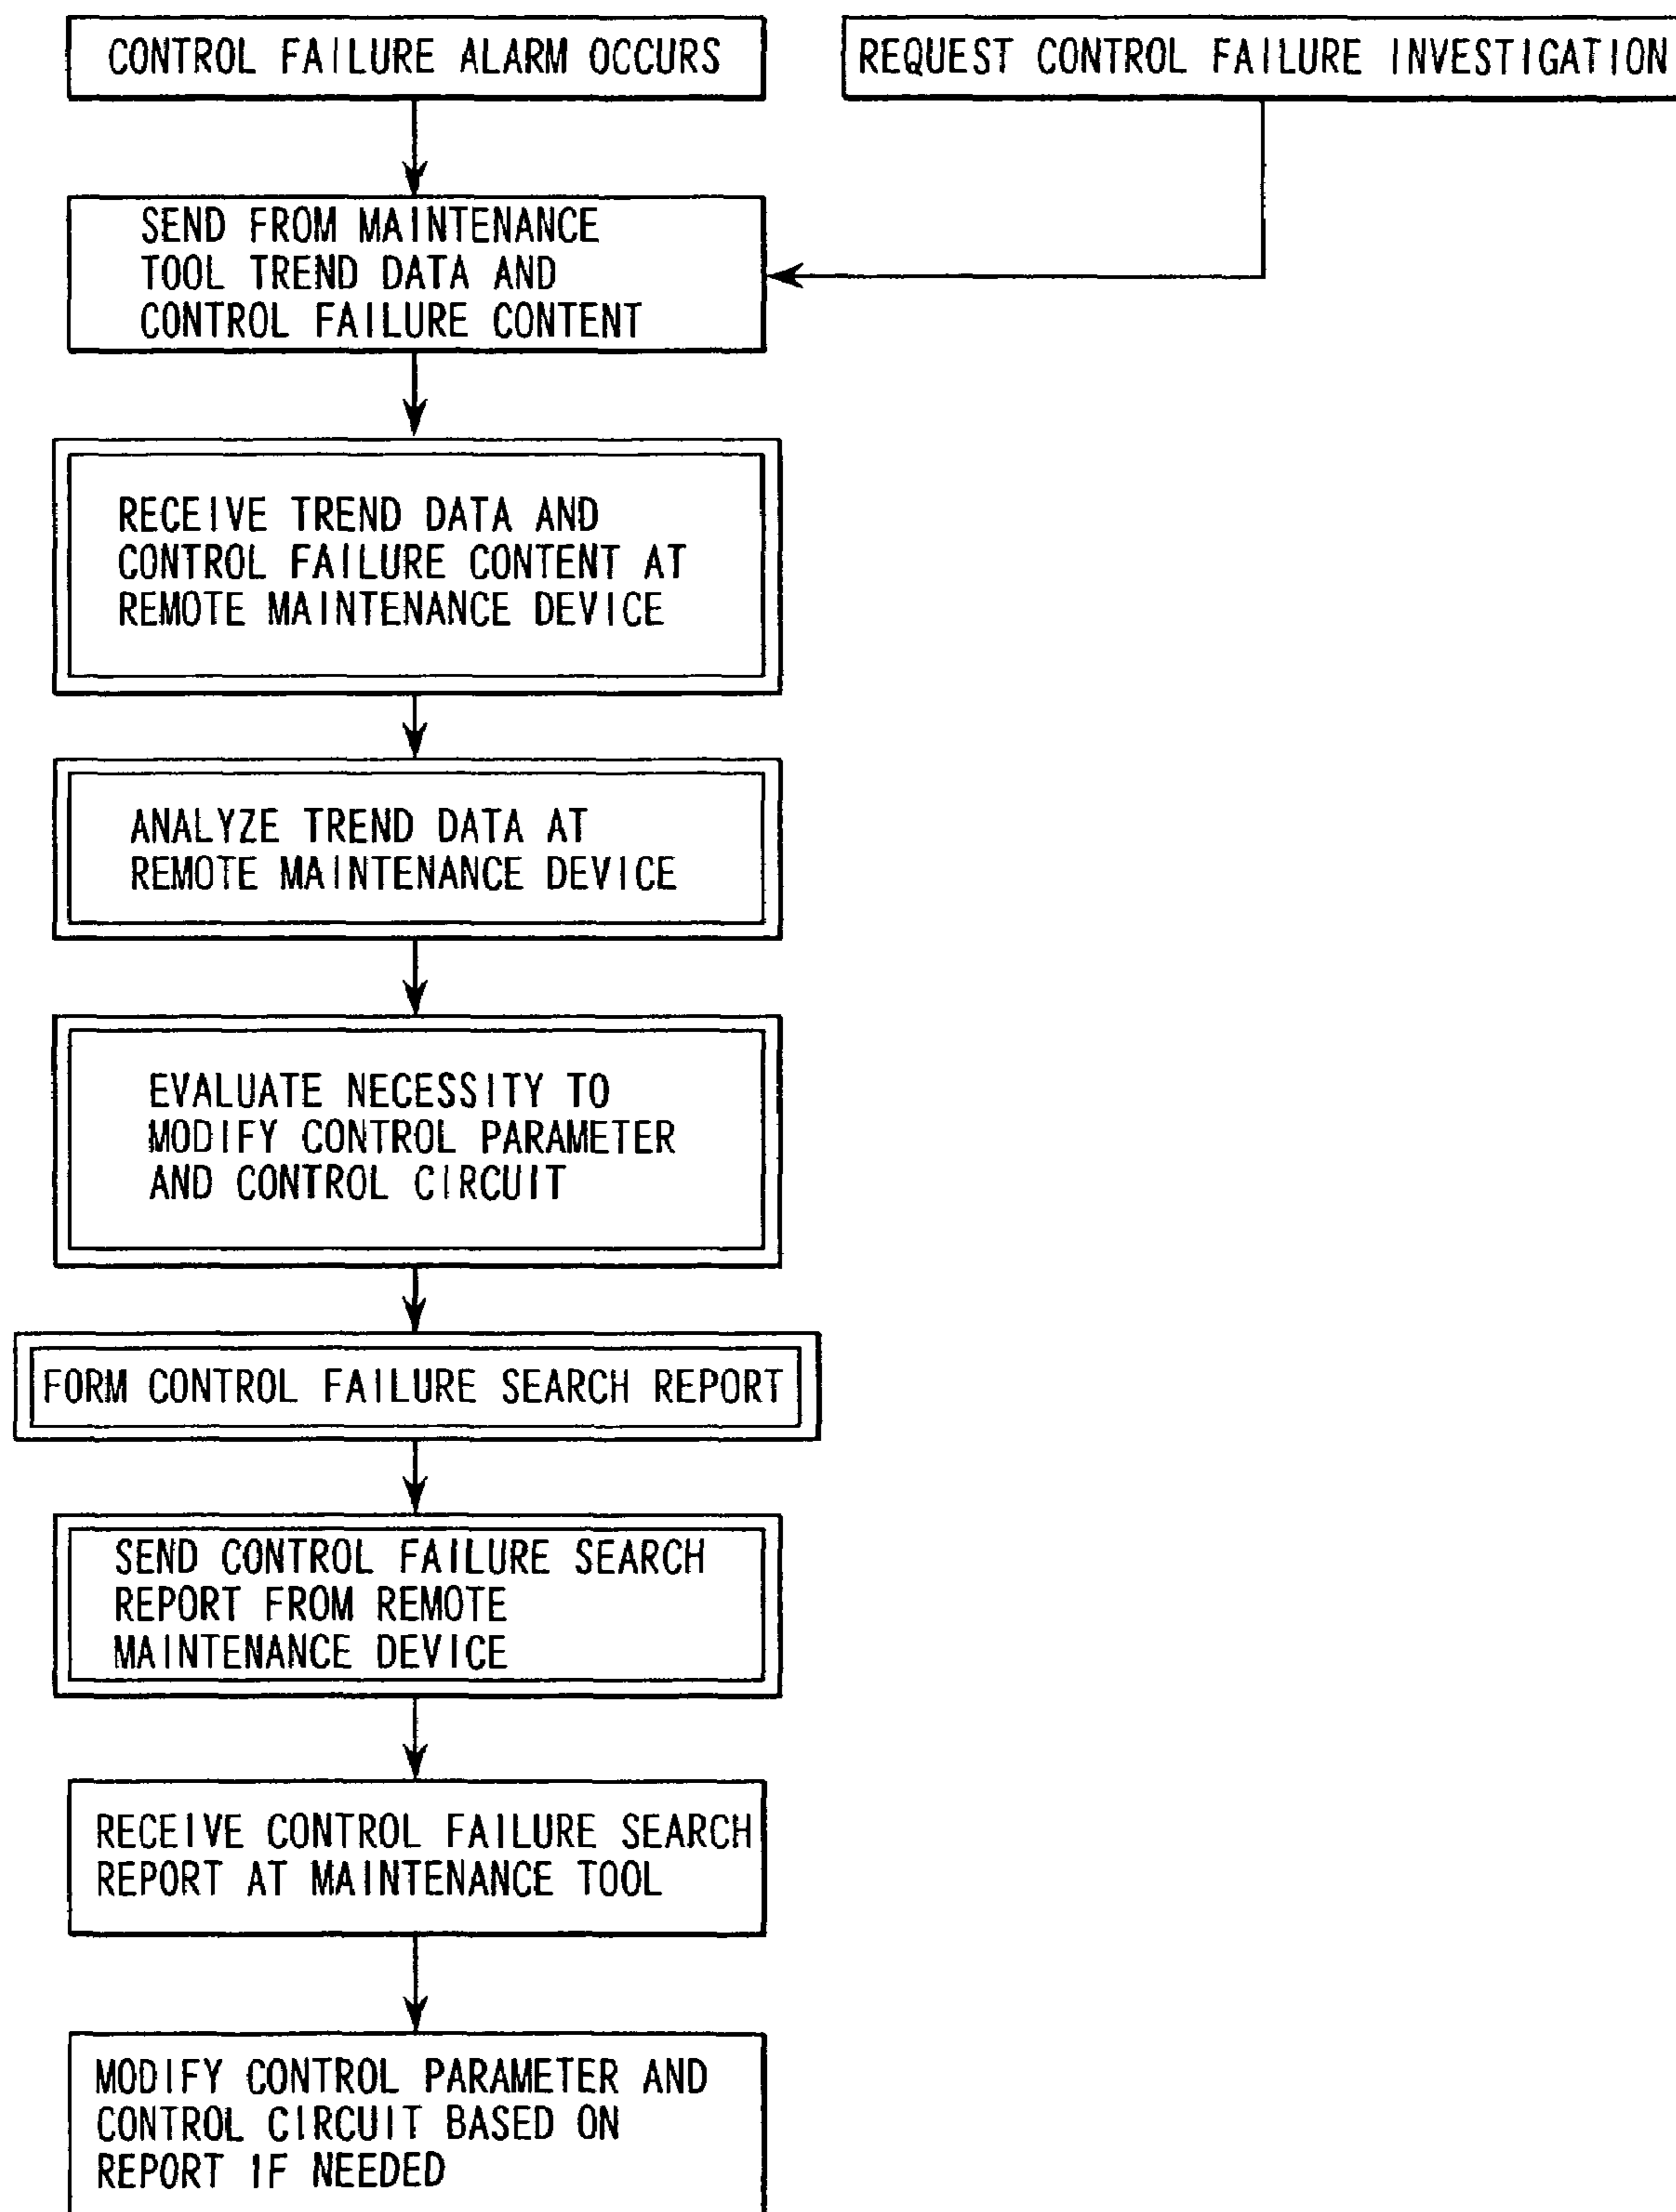 CONTROL FAILURE ALARM OCCURS
REQUEST CONTROL FAILURE INVESTIGATION
SEND FROM MAINTENANCE
TOOL TREND DATA AND
CONTROL FAILURE CONTENT
RECEIVE TREND DATA AND
CONTROL FAILURE CONTENT AT
REMOTE MAINTENANCE DEVICE
ANALYZE TREND DATA AT
REMOTE MAINTENANCE DEVICE
EVALUATE NECESSITY TO
MODIFY CONTROL PARAMETER
AND CONTROL CIRCUIT
FORM CONTROL FAILURE SEARCH REPORT
SEND CONTROL FAILURE SEARCH
REPORT FROM REMOTE
MAINTENANCE DEVICE
RECEIVE CONTROL FAILURE SEARCH
REPORT AT MAINTENANCE TOOL
MODIFY CONTROL PARAMETER AND
CONTROL CIRCUIT BASED ON
REPORT IF NEEDED